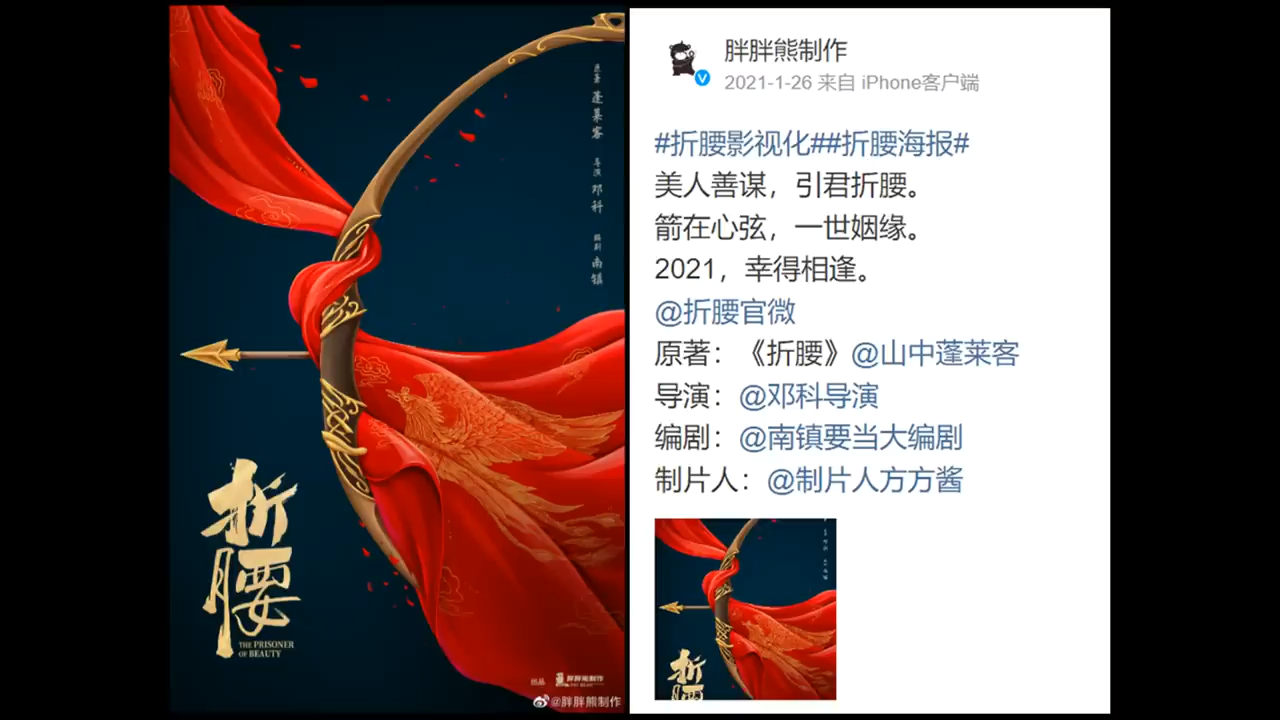 原著 蓬莱客
导演 邓科
编剧 南镇
折腰
THE PRISONER
OF BEAUTY
出品 胖胖熊制作
@胖胖熊制作
胖胖熊制作
2021-1-26 来自 iPhone客户端
#折腰影视化##折腰海报#
美人善谋，引君折腰。
箭在心弦，一世姻缘。
2021，幸得相逢。
@折腰官微
原著：《折腰》@山中蓬莱客
导演：@邓科导演
编剧：@南镇要当大编剧
制片人：@制片人方方酱
折腰